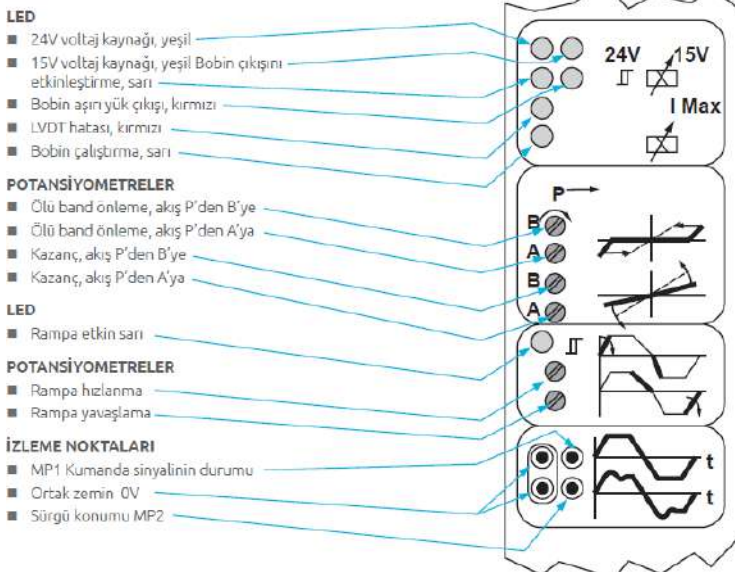 LED
■ 24V voltaj kaynağı, yeşil
■ 15V voltaj kaynağı, yeşil Bobin çıkışını
etkinleştirme, sarı
■ Bobin aşırı yük çıkışı, kırmızı
■ LVDT hatası, kırmızı
■ Bobin çalıştırma, sarı
POTANSİYOMETRELER
■ Ölü band önleme, akış P'den B'ye
■ Ölü band önleme, akış P'den A'ya
■ Kazanç, akış P'den B'ye
■ Kazanç, akış P'den A'ya
LED
■ Rampa etkin sarı
POTANSİYOMETRELER
■ Rampa hızlanma
■ Rampa yavaşlama
İZLEME NOKTALARI
■ MP1 Kumanda sinyalinin durumu
■ Ortak zemin 0V
■ Sürgü konumu MP2
24V
15V
I Max
P
B
A
B
A
t
t